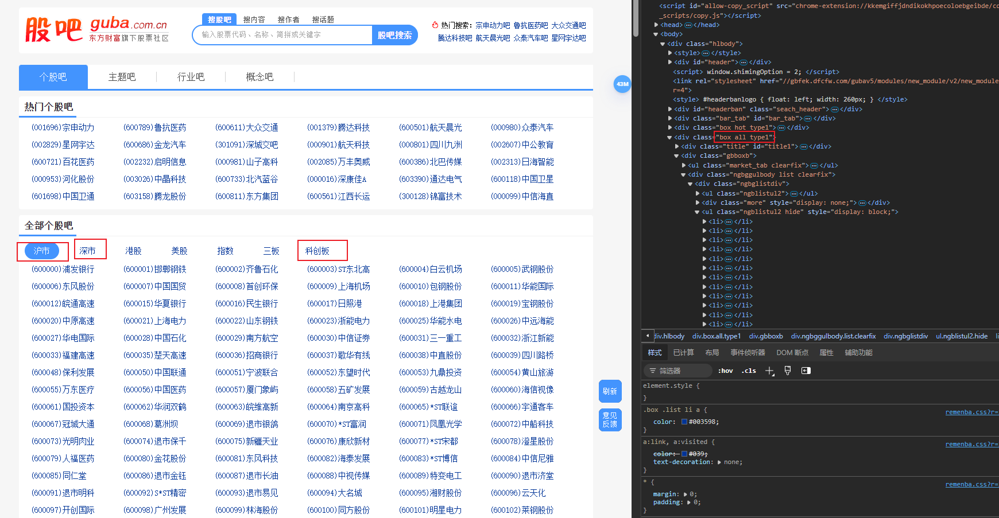 股吧 guba.com.cn
东方财富旗下股票社区
搜股吧 搜内容 搜作者 搜话题
输入股票代码、名称、简拼或关键字 股吧搜索
热门搜索: 宗申动力吧 鲁抗医药吧 大众交通吧
腾达科技吧 航天晨光吧 众泰汽车吧 星网宇达吧
个股吧 主题吧 行业吧 概念吧
43M
热门个股吧
(001696)宗申动力 (600789)鲁抗医药 (600611)大众交通 (001379)腾达科技 (600501)航天晨光 (000980)众泰汽车
(002829)星网宇达 (600686)金龙汽车 (301091)深城交吧 (000901)航天科技 (000801)四川九洲 (002607)中公教育
(600721)百花医药 (002232)启明信息 (000981)山子高科 (002085)万丰奥威 (600386)北巴传媒 (002313)日海智能
(000953)河化股份 (003026)中晶科技 (600733)北汽蓝谷 (000016)深康佳A (603390)通达电气 (600118)中国卫星
(601698)中国卫通 (603158)腾龙股份 (600811)东方集团 (600561)江西长运 (300128)锦富技术 (000099)中信海直
全部个股吧
沪市 深市 港股 美股 指数 三板 科创板
(600000)浦发银行 (600001)邯郸钢铁 (600002)齐鲁石化 (600003)ST东北高 (600004)白云机场 (600005)武钢股份
(600006)东风股份 (600007)中国国贸 (600008)首创环保 (600009)上海机场 (600010)包钢股份 (600011)华能国际
(600012)皖通高速 (600015)华夏银行 (600016)民生银行 (600017)日照港 (600018)上港集团 (600019)宝钢股份
(600020)中原高速 (600021)上海电力 (600022)山东钢铁 (600023)浙能电力 (600025)华能水电 (600026)中远海能
(600027)华电国际 (600028)中国石化 (600029)南方航空 (600030)中信证券 (600031)三一重工 (600032)浙江新能
(600033)福建高速 (600035)楚天高速 (600036)招商银行 (600037)歌华有线 (600038)中直股份 (600039)四川路桥
(600048)保利发展 (600050)中国联通 (600051)宁波联合 (600052)东望时代 (600053)九鼎投资 (600054)黄山旅游
(600055)万东医疗 (600056)中国医药 (600057)厦门象屿 (600058)五矿发展 (600059)古越龙山 (600060)海信视像
(600061)国投资本 (600062)华润双鹤 (600063)皖维高新 (600064)南京高科 (600065)*ST联谊 (600066)宇通客车
(600067)冠城大通 (600068)葛洲坝 (600069)退市银鸽 (600070)*ST富润 (600071)凤凰光学 (600072)中船科技
(600073)光明肉业 (600074)退市保千 (600075)新疆天业 (600076)康欣新材 (600077)*ST宋都 (600078)澄星股份
(600079)人福医药 (600080)金花股份 (600081)东风科技 (600082)海泰发展 (600083)*ST博信 (600084)中信尼雅
(600085)同仁堂 (600086)退市金钰 (600087)退市长油 (600088)中视传媒 (600089)特变电工 (600090)退市济堂
(600091)退市明科 (600092)S*ST精密 (600093)退市易见 (600094)大名城 (600095)湘财股份 (600096)云天化
(600097)开创国际 (600098)广州发展 (600099)林海股份 (600100)同方股份 (600101)明星电力 (600102)莱钢股份
刷新
意见
反馈
<script id="allow-copy_script" src="chrome-extension://kkemgiffjdndikokhpoecoloebgeibde/co
_scripts/copy.js"></script>
<head>…</head>
<body>
<div class="hlbody">
<style>…</style>
<div id="header">…</div>
<script> window.shimingOption = 2; </script>
<link rel="stylesheet" href="//gbfek.dfcfw.com/gubav5/modules/new_module/v2/new_module
r=4">
<style> #headerbanlogo { float: left; width: 260px; } </style>
<div id="headerban" class="seach_header">…</div>
<div class="bar_tab" id="bar_tab">…</div>
<div class="box hot type1">…</div>
<div class="box all type1">
<div class="title" id="title1">…</div>
<div class="gbboxb">
<ul class="market_tab clearfix">…</ul>
<div class="ngbggulbody list clearfix">
<div class="ngbglistdiv">
<ul class="ngblistul2">…</ul>
<div class="more" style="display: none;">…</div>
<ul class="ngblistul2 hide" style="display: block;">
<li>…</li>
<li>…</li>
<li>…</li>
<li>…</li>
<li>…</li>
<li>…</li>
<li>…</li>
<li>…</li>
<li>…</li>
<li>…</li>
<li>…</li>
<li>…</li>
div.hlbody div.box.all.type1 div.gbboxb div.ngbggulbody.list.clearfix div.ngbglistdiv ul.ngblistul2.hide li
样式 已计算 布局 事件侦听器 DOM 断点 属性 辅助功能
筛选器 :hov .cls
element.style {
}
.box .list li a { remenba.css?r=
color: #003598;
}
a:link, a:visited { remenba.css?r=
color: #039;
text-decoration: none;
}
* { remenba.css?r=
margin: 0;
padding: 0;
}